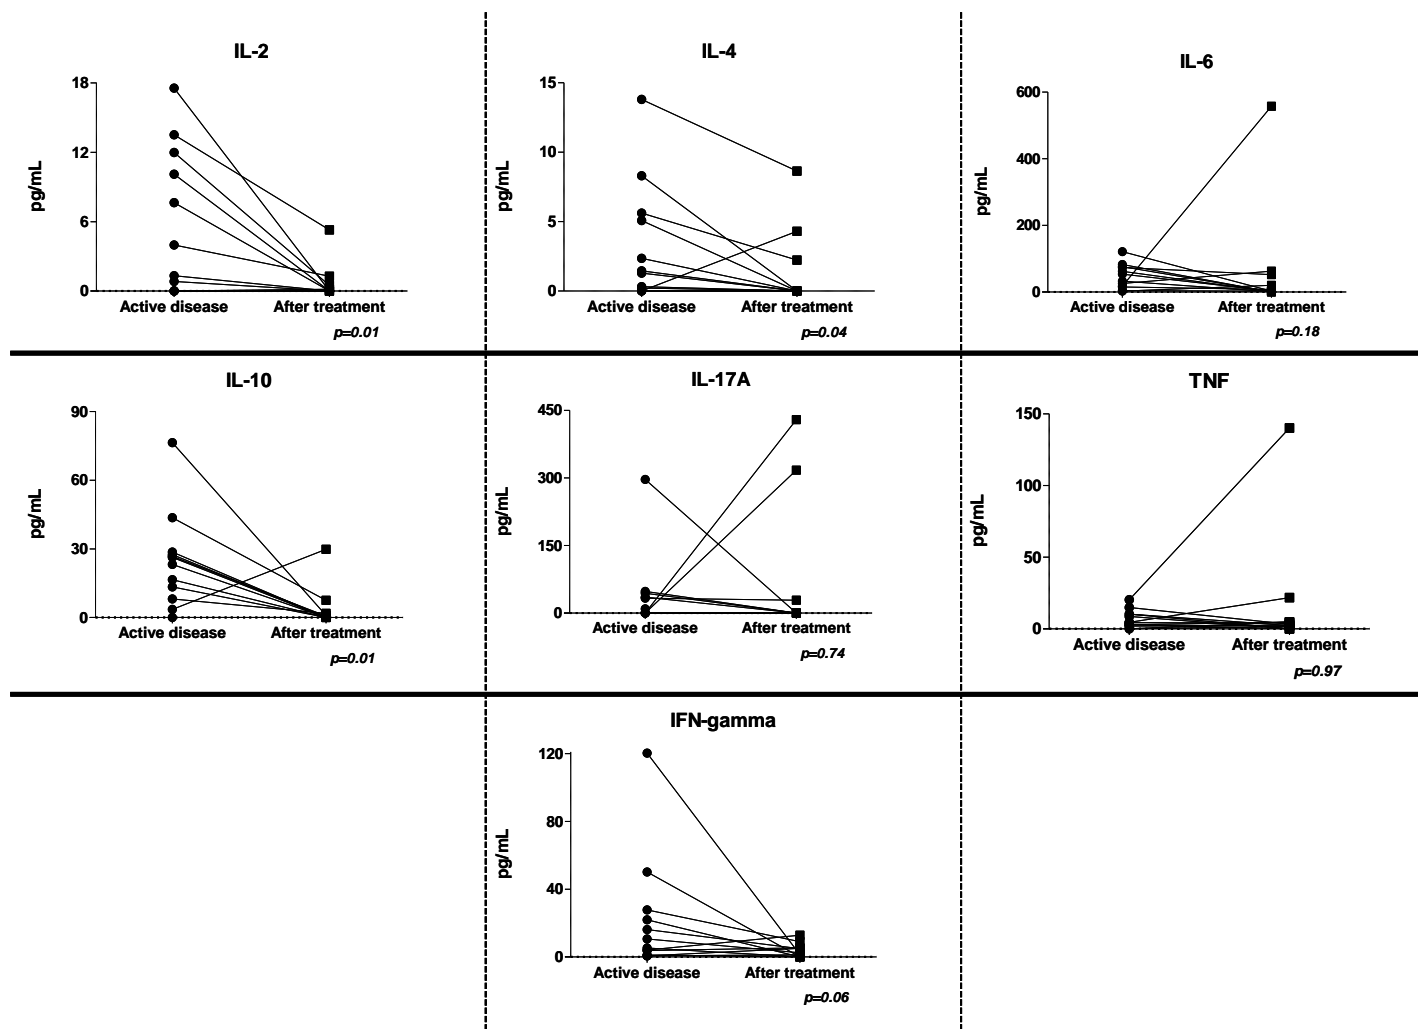 IL-2
18
12
6
0
pg/mL
Active disease After treatment
p=0.01
IL-4
15
10
5
0
pg/mL
Active disease After treatment
p=0.04
IL-6
600
400
200
0
pg/mL
Active disease After treatment
p=0.18
IL-10
90
60
30
0
pg/mL
Active disease After treatment
p=0.01
IL-17A
450
300
150
0
pg/mL
Active disease After treatment
p=0.74
TNF
150
100
50
0
pg/mL
Active disease After treatment
p=0.97
IFN-gamma
120
80
40
0
pg/mL
Active disease After treatment
p=0.06